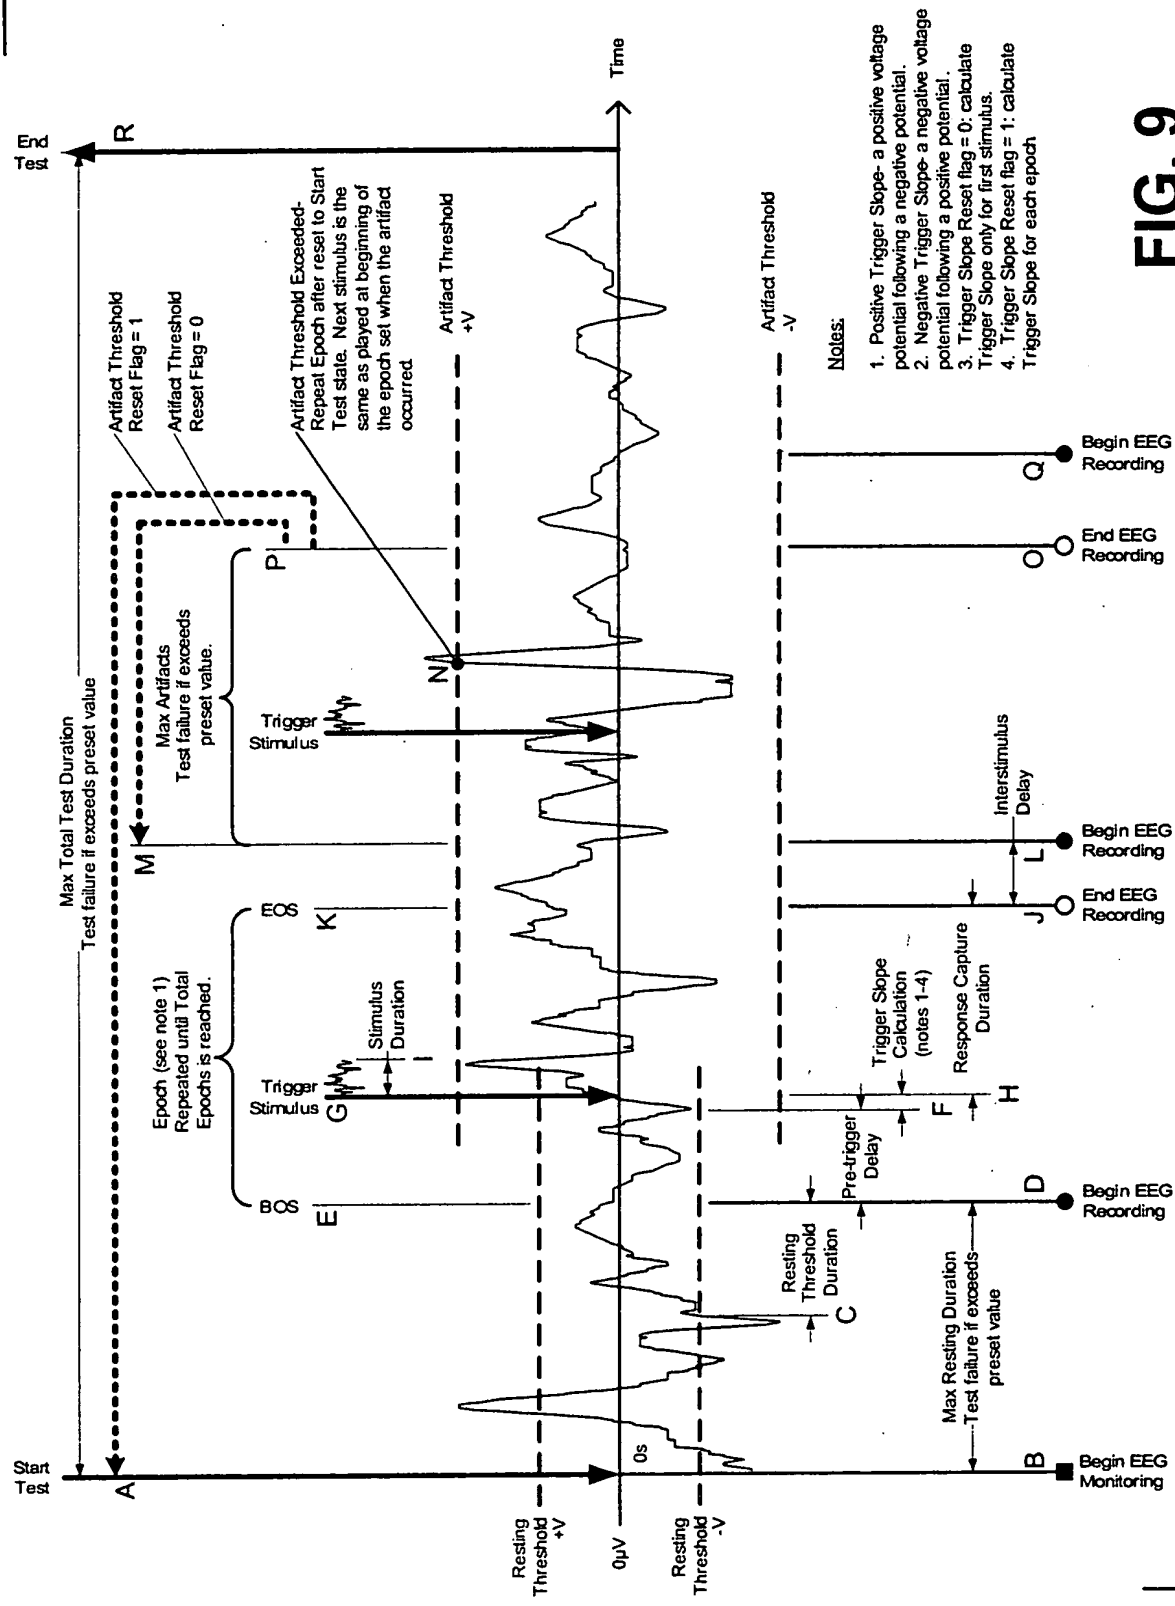 Start
Test
A
Max Total Test Duration
Test failure if exceeds preset value
End
Test
R
Artifact Threshold
Reset Flag = 1
Artifact Threshold
Reset Flag = 0
Epoch (see note 1)
Repeated until Total
Epochs is reached.
BOS
E
EOS
K
M
Max Artifacts
Test failure if exceeds
preset value.
P
Trigger
Stimulus
G
Stimulus
Duration
I
Trigger
Stimulus
N
Artifact Threshold Exceeded-
Repeat Epoch after reset to Start
Test state. Next stimulus is the
same as played at beginning of
the epoch set when the artifact
occurred.
Artifact Threshold
+V
Resting
Threshold
+V
0µV
0s
Time
Resting
Threshold
-V
Artifact Threshold
-V
C
Resting
Threshold
Duration
Pre-trigger
Delay
F
Trigger Slope
Calculation
(notes 1-4)
H
Response Capture
Duration
Interstimulus
Delay
Max Resting Duration
Test failure if exceeds
preset value
B
Begin EEG
Monitoring
D
Begin EEG
Recording
J
End EEG
Recording
L
Begin EEG
Recording
O
End EEG
Recording
Q
Begin EEG
Recording
Notes:
1. Positive Trigger Slope- a positive voltage
potential following a negative potential.
2. Negative Trigger Slope- a negative voltage
potential following a positive potential.
3. Trigger Slope Reset flag = 0: calculate
Trigger Slope only for first stimulus.
4. Trigger Slope Reset flag = 1: calculate
Trigger Slope for each epoch
FIG. 9